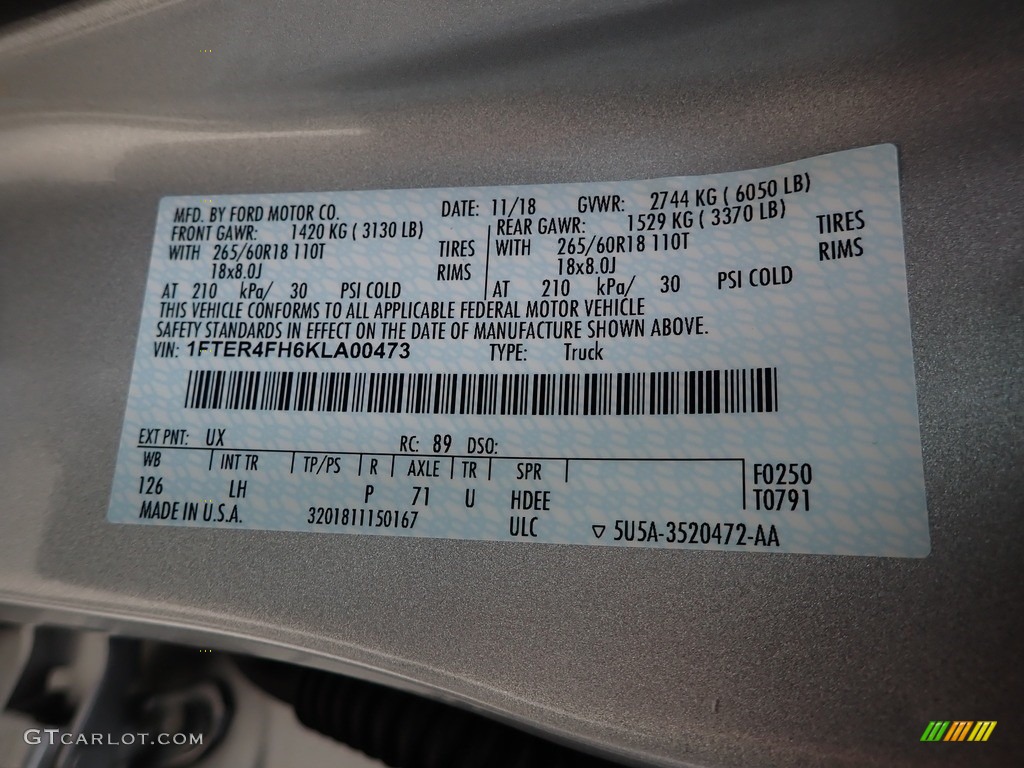 MFD. BY FORD MOTOR CO. DATE: 11/18 GVWR: 2744 KG ( 6050 LB)
FRONT GAWR: 1420 KG ( 3130 LB) REAR GAWR: 1529 KG ( 3370 LB)
WITH 265/60R18 110T TIRES WITH 265/60R18 110T TIRES
18x8.0J RIMS 18x8.0J RIMS
AT 210 kPa/ 30 PSI COLD AT 210 kPa/ 30 PSI COLD
THIS VEHICLE CONFORMS TO ALL APPLICABLE FEDERAL MOTOR VEHICLE
SAFETY STANDARDS IN EFFECT ON THE DATE OF MANUFACTURE SHOWN ABOVE.
VIN: 1FTER4FH6KLA00473 TYPE: Truck
EXT PNT: UX RC: 89 DSO:
WB INT TR TP/PS R AXLE TR SPR F0250
126 LH P 71 U HDEE T0791
MADE IN U.S.A. 3201811150167 ULC ▽ 5U5A-3520472-AA
GTCARLOT.COM